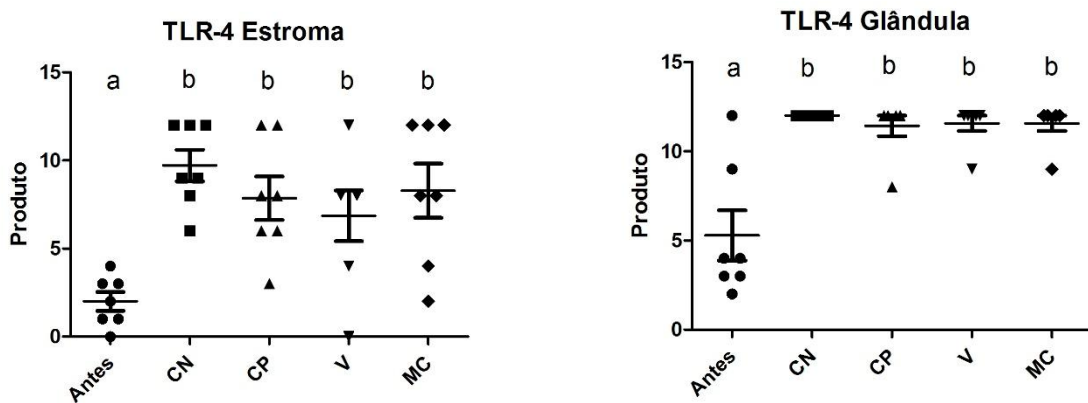 TLR-4 Estroma
a b b b b
15
10
5
0
Produto
Antes CN CP V MC
TLR-4 Glândula
a b b b b
15
10
5
0
Produto
Antes CN CP V MC